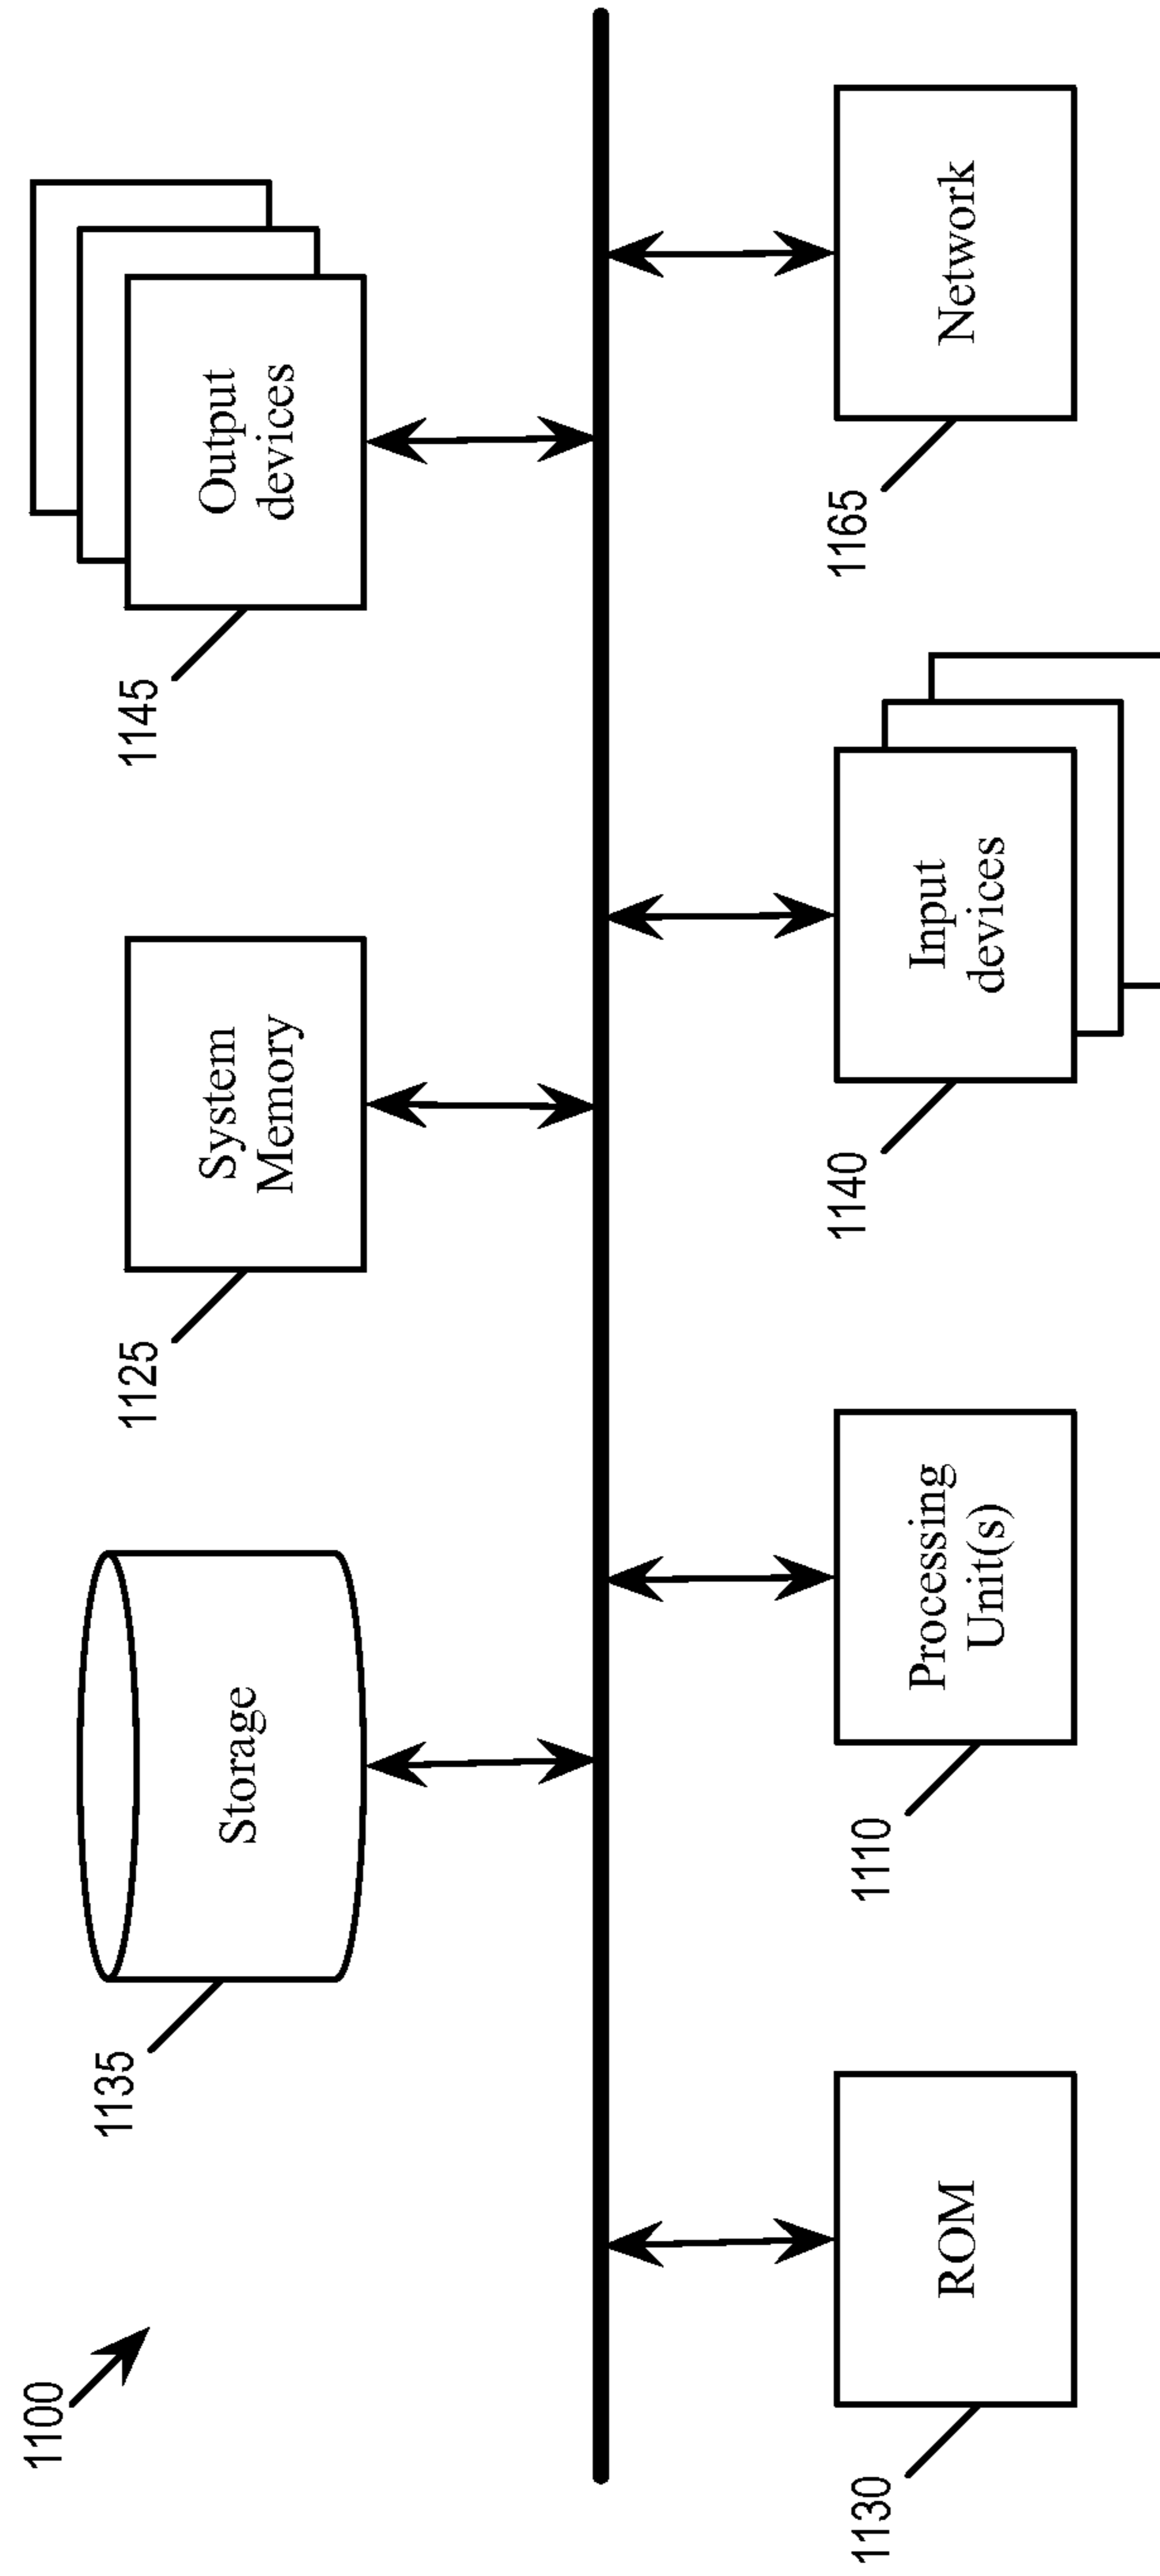 1100
1135
Storage
1125
System
Memory
1145
Output
devices
1130
ROM
1110
Processing
Unit(s)
1140
Input
devices
1165
Network